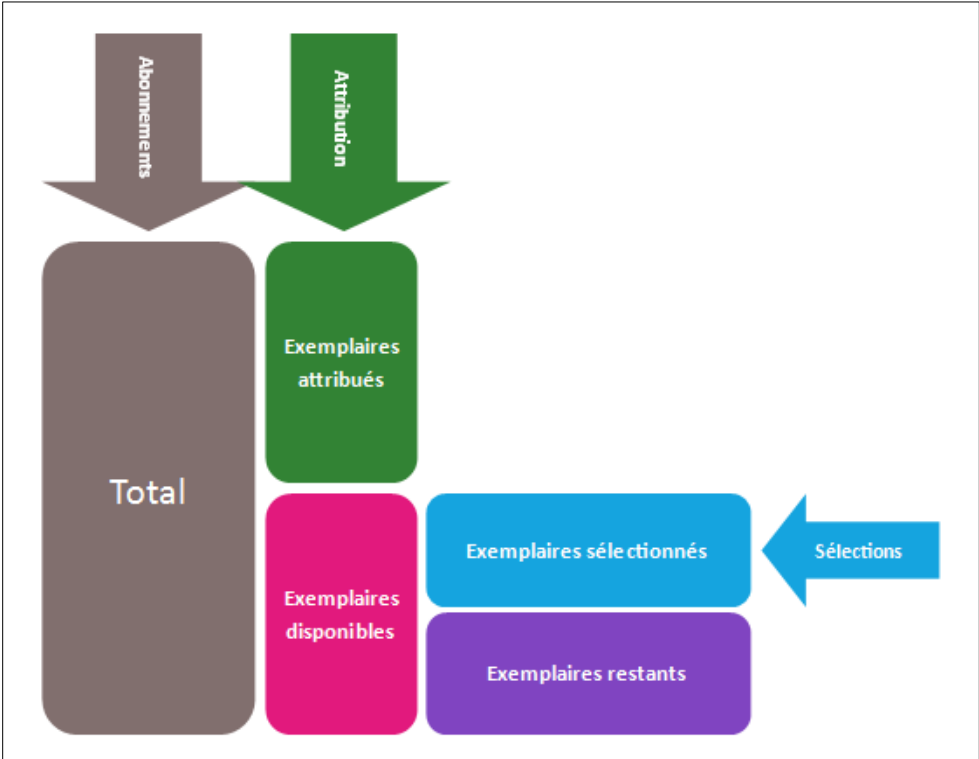 Abonnements
Attribution
Exemplaires
attribués
Total
Exemplaires sélectionnés
Sélections
Exemplaires
disponibles
Exemplaires restants